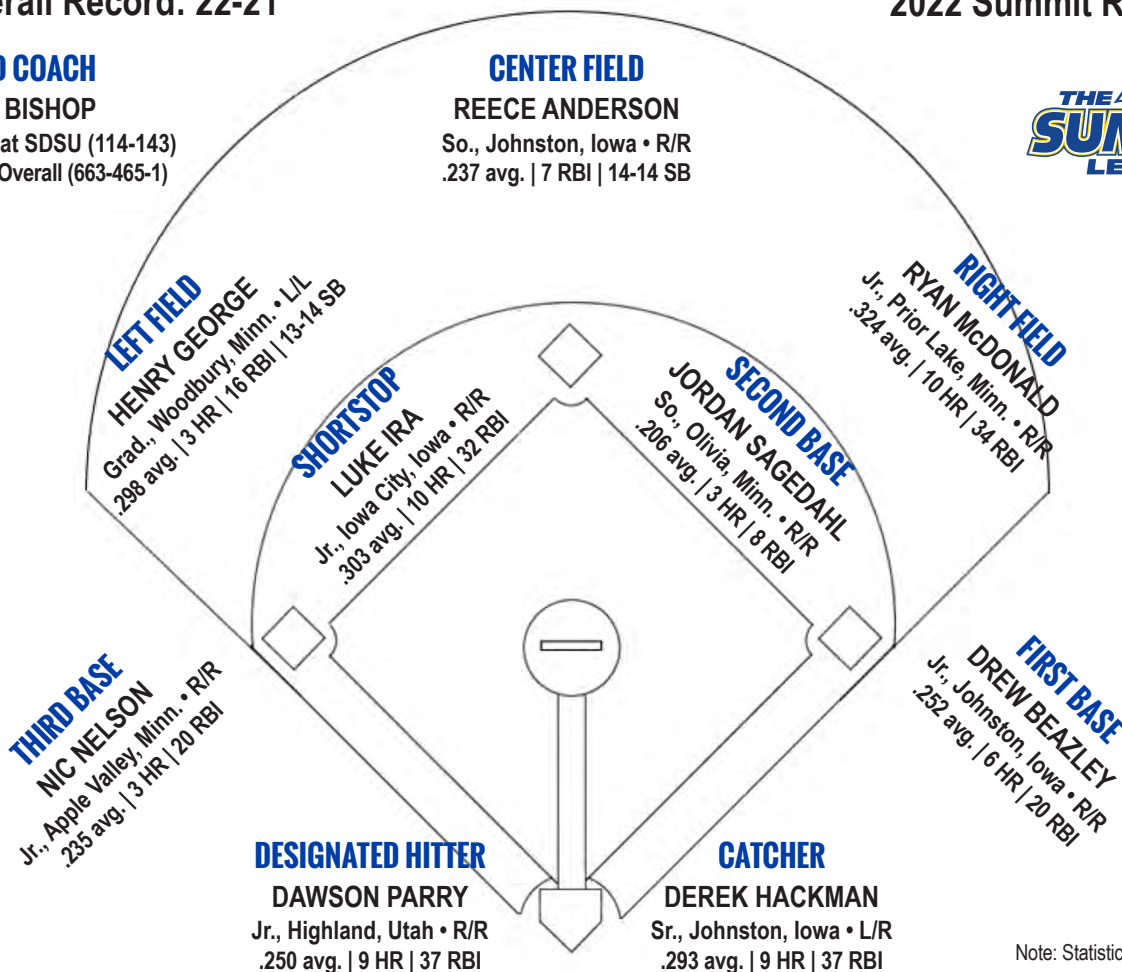 erall Record: 22-21
2022 Summit R
D COACH
BISHOP
at SDSU (114-143)
Overall (663-465-1)
CENTER FIELD
REECE ANDERSON
So., Johnston, Iowa • R/R
.237 avg. | 7 RBI | 14-14 SB
THE
SUM
LE
LEFT FIELD
HENRY GEORGE
Grad., Woodbury, Minn. • L/L
.298 avg. | 3 HR | 16 RBI | 13-14 SB
RIGHT FIELD
RYAN McDONALD
Jr., Prior Lake, Minn. • R/R
.324 avg. | 10 HR | 34 RBI
SHORTSTOP
LUKE IRA
Jr., Iowa City, Iowa • R/R
.303 avg. | 10 HR | 32 RBI
SECOND BASE
JORDAN SAGEDAHL
So., Olivia, Minn. • R/R
.206 avg. | 3 HR | 8 RBI
THIRD BASE
NIC NELSON
Jr., Apple Valley, Minn. • R/R
.235 avg. | 3 HR | 20 RBI
FIRST BASE
DREW BEAZLEY
Jr., Johnston, Iowa • R/R
.252 avg. | 6 HR | 20 RBI
DESIGNATED HITTER
DAWSON PARRY
Jr., Highland, Utah • R/R
.250 avg. | 9 HR | 37 RBI
CATCHER
DEREK HACKMAN
Sr., Johnston, Iowa • L/R
.293 avg. | 9 HR | 37 RBI
Note: Statistic